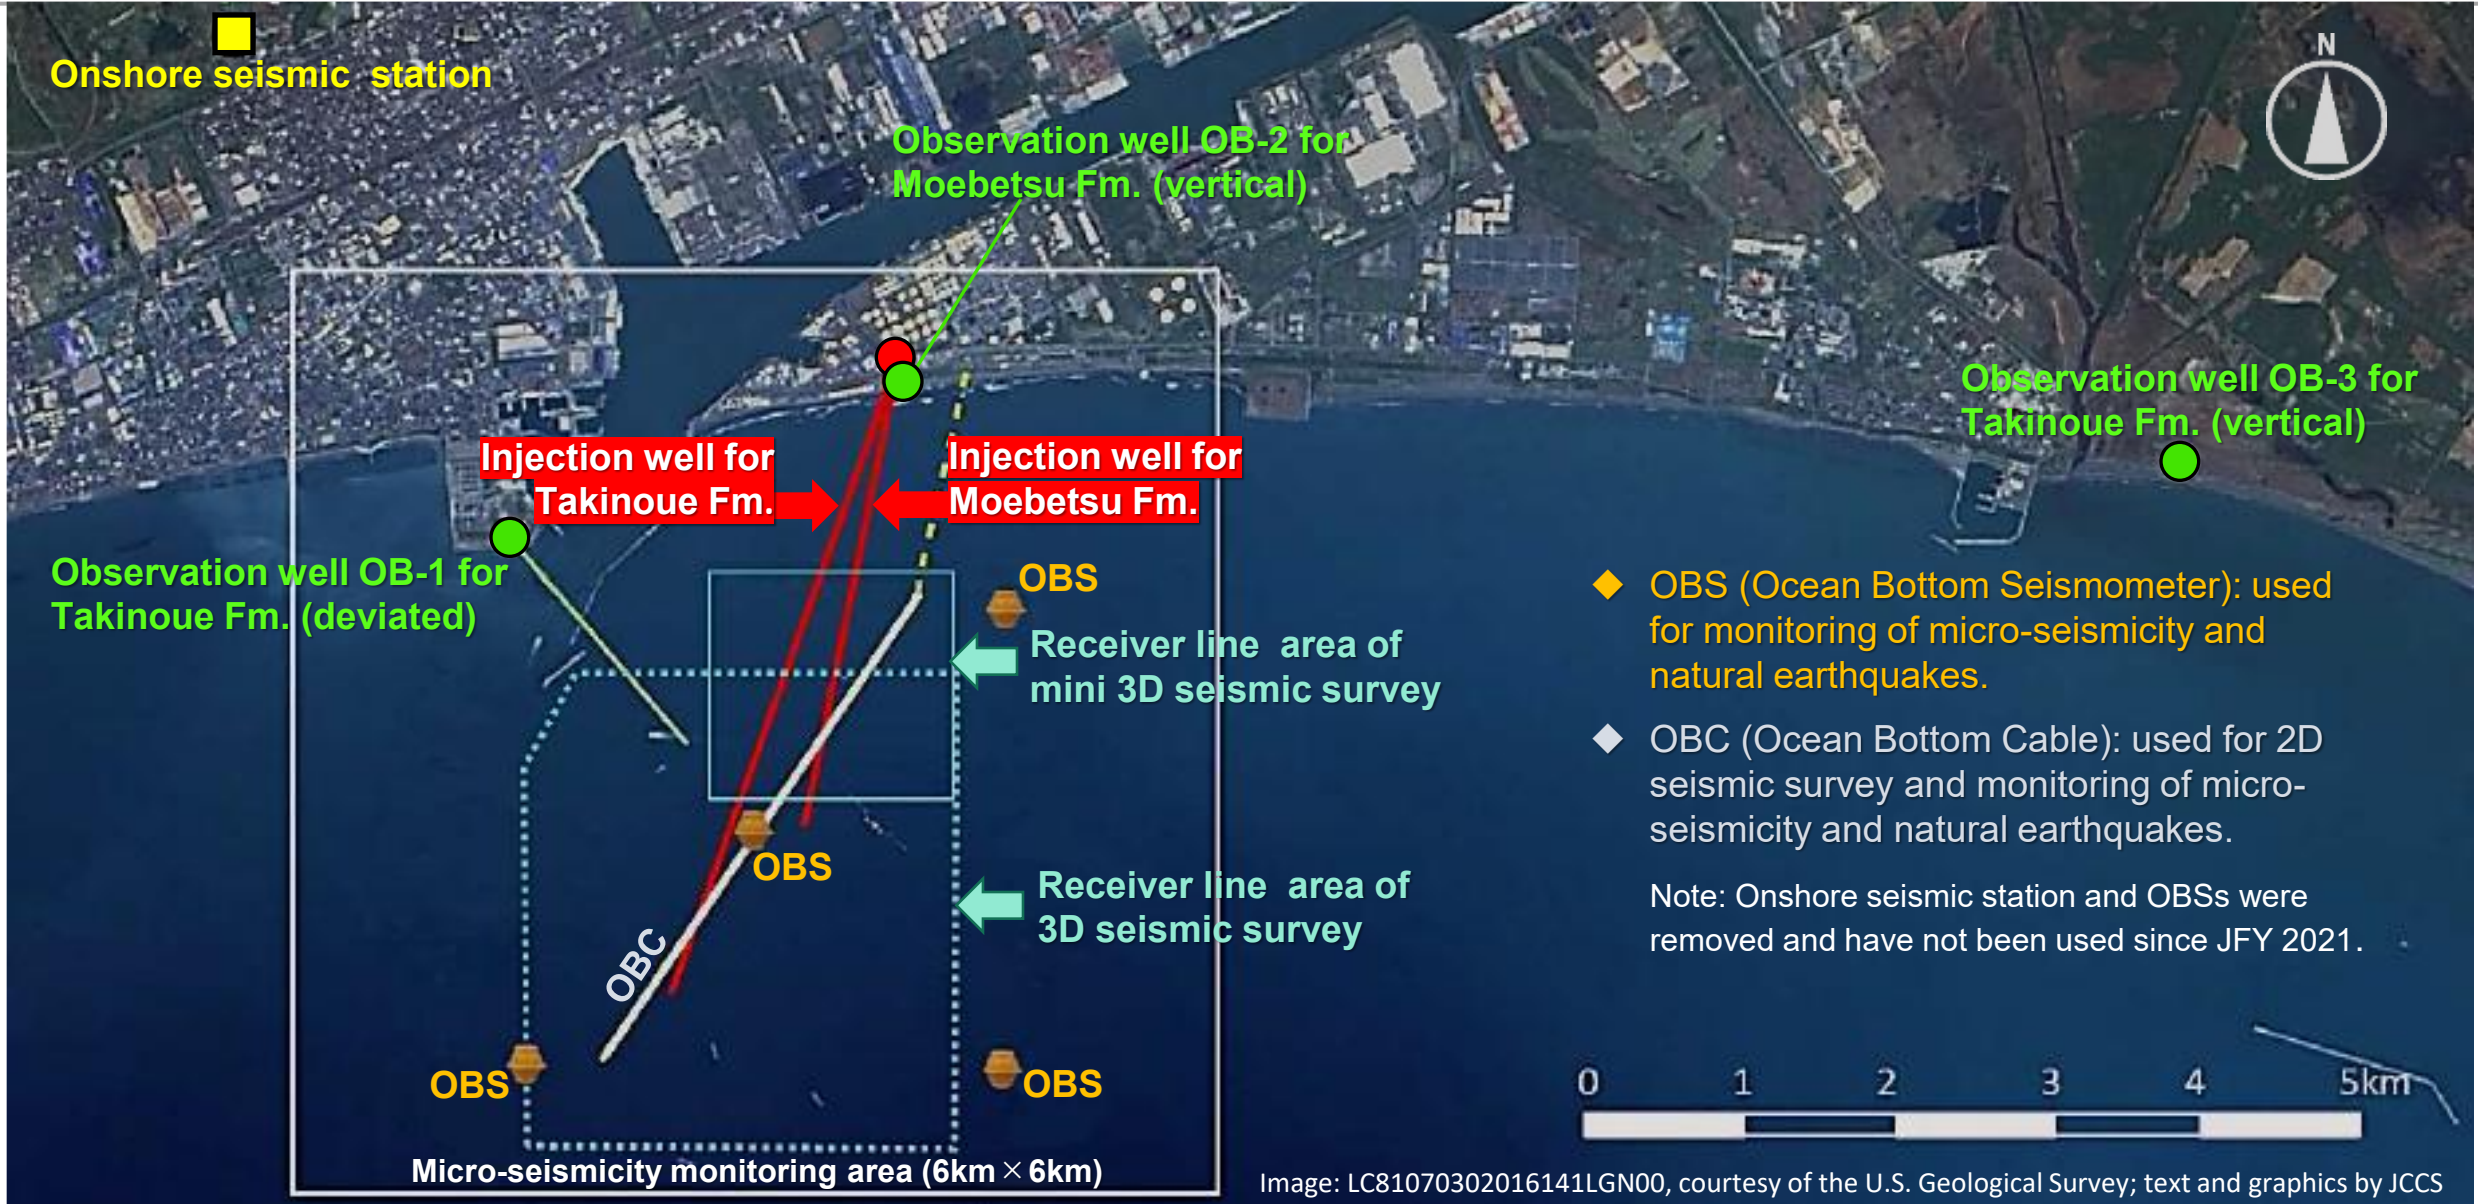 Onshore seismic station
N
Observation well OB-2 for
Moebetsu Fm. (vertical)
Observation well OB-3 for
Takinoue Fm. (vertical)
Injection well for
Takinoue Fm.
Injection well for
Moebetsu Fm.
Observation well OB-1 for
Takinoue Fm. (deviated)
OBS
Receiver line area of
mini 3D seismic survey
OBS
Receiver line area of
3D seismic survey
OBC
OBS
OBS
Micro-seismicity monitoring area (6km×6km)
◆ OBS (Ocean Bottom Seismometer): used
for monitoring of micro-seismicity and
natural earthquakes.
◆ OBC (Ocean Bottom Cable): used for 2D
seismic survey and monitoring of micro-
seismicity and natural earthquakes.
Note: Onshore seismic station and OBSs were
removed and have not been used since JFY 2021.
0 1 2 3 4 5km
Image: LC81070302016141LGN00, courtesy of the U.S. Geological Survey; text and graphics by JCCS